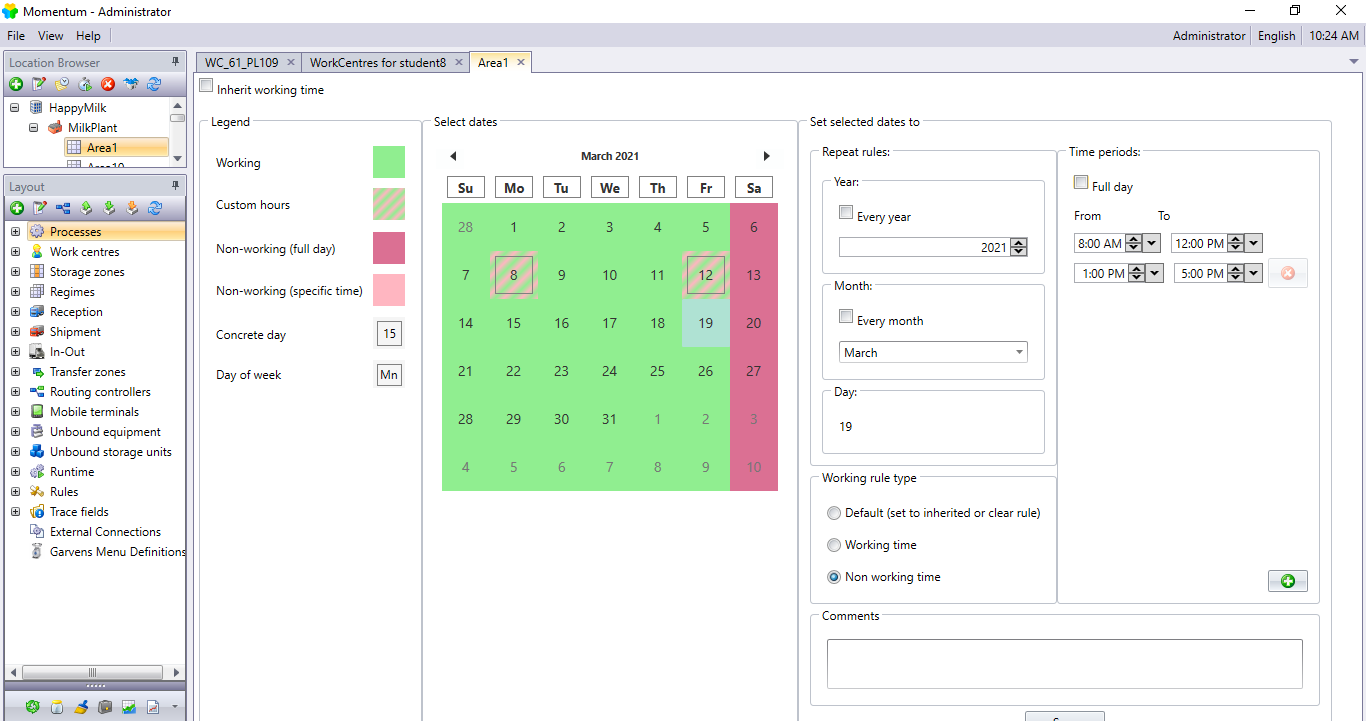 Momentum - Administrator
File View Help
Administrator English 10:24 AM
Location Browser
HappyMilk
MilkPlant
Area1
Layout
Processes
Work centres
Storage zones
Regimes
Reception
Shipment
In-Out
Transfer zones
Routing controllers
Mobile terminals
Unbound equipment
Unbound storage units
Runtime
Rules
Trace fields
External Connections
Garvens Menu Definitions
WC_61_PL109 WorkCentres for student8 Area1
Inherit working time
Legend
Working
Custom hours
Non-working (full day)
Non-working (specific time)
Concrete day 15
Day of week Mn
Select dates
March 2021
Su Mo Tu We Th Fr Sa
28 1 2 3 4 5 6
7 8 9 10 11 12 13
14 15 16 17 18 19 20
21 22 23 24 25 26 27
28 29 30 31 1 2 3
4 5 6 7 8 9 10
Set selected dates to
Repeat rules:
Year:
Every year
2021
Month:
Every month
March
Day:
19
Working rule type
Default (set to inherited or clear rule)
Working time
Non working time
Time periods:
Full day
From To
8:00 AM 12:00 PM
1:00 PM 5:00 PM
Comments